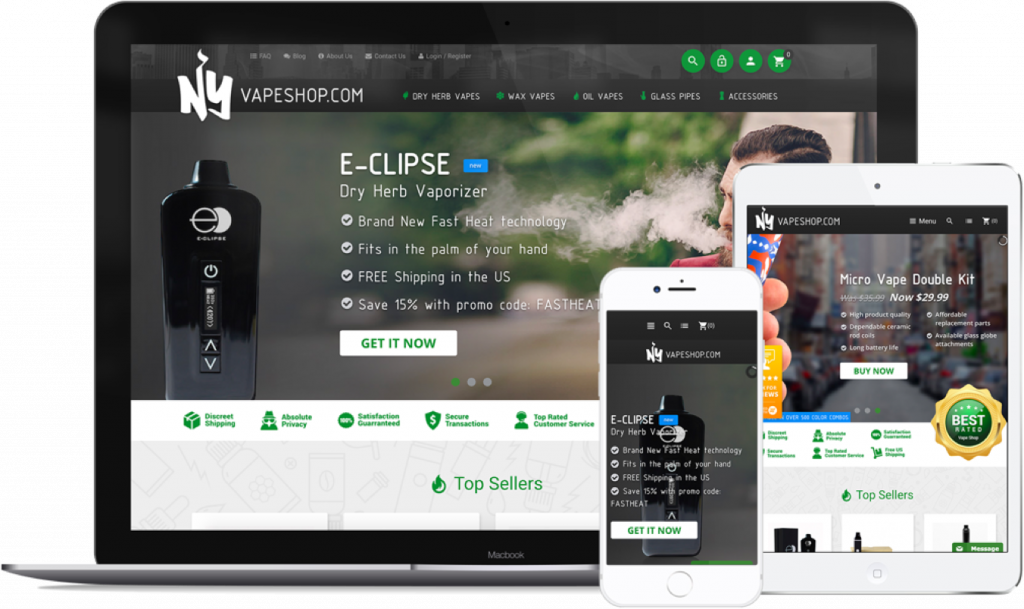 FAQ Blog About Us Contact Us Login / Register
0
NY VAPESHOP.COM
DRY HERB VAPES WAX VAPES OIL VAPES GLASS PIPES ACCESSORIES
E-CLIPSE new
Dry Herb Vaporizer
Brand New Fast Heat technology
Fits in the palm of your hand
FREE Shipping in the US
Save 15% with promo code: FASTHEAT
GET IT NOW
E-CLIPSE
Discreet
Shipping
Absolute
Privacy
100%
Satisfaction
Guarranteed
Secure
Transactions
Top Rated
Customer Service
Top Sellers
Macbook
(0)
NY VAPESHOP.COM
E-CLIPSE new
Dry Herb Vaporizer
Brand New Fast Heat technology
Fits in the palm of your hand
FREE Shipping in the US
Save 15% with promo code:
FASTHEAT
GET IT NOW
NY VAPESHOP.COM Menu (0)
Micro Vape Double Kit
Was $35.99 Now $29.99
High product quality
Dependable ceramic
rod coils
Long battery life
Affordable
replacement parts
Available glass globe
attachments
BUY NOW
OVER 500 COLOR COMBOS
Discreet
Shipping
Absolute
Privacy
Satisfaction
Guarranteed
Secure
Transactions
Top Rated
Customer Service
Free US
Shipping
BEST
RATED
Vape Shop
Top Sellers
Message